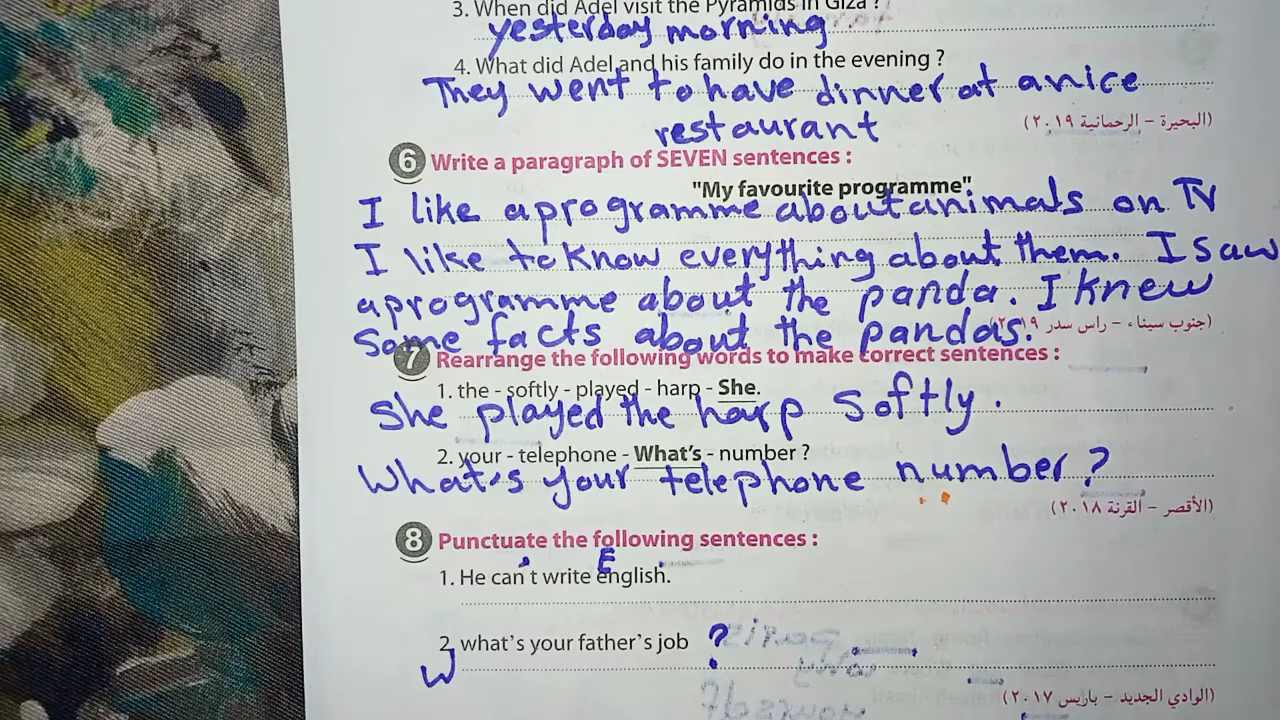 3. When did Adel visit the Pyramids in Giza ?
yesterday morning
4. What did Adel and his family do in the evening ?
They went to have dinner at a nice
restaurant
(البحيرة - الرحمانية ٢٠١٩)
6 Write a paragraph of SEVEN sentences :
"My favourite programme"
I like a programme about animals on TV
I like to know everything about them. I saw
a programme about the panda. I knew
Some facts about the pandas.
(جنوب سيناء - راس سدر ٢٠١٩)
7 Rearrange the following words to make correct sentences :
1. the - softly - played - harp - She.
She played the harp softly.
2. your - telephone - What's - number ?
What's your telephone number ?
(الأقصر - القرنة ٢٠١٨)
8 Punctuate the following sentences :
' E
1. He can t write english.
2. what's your father's job ?
W
(الوادي الجديد - باريس ٢٠١٧)